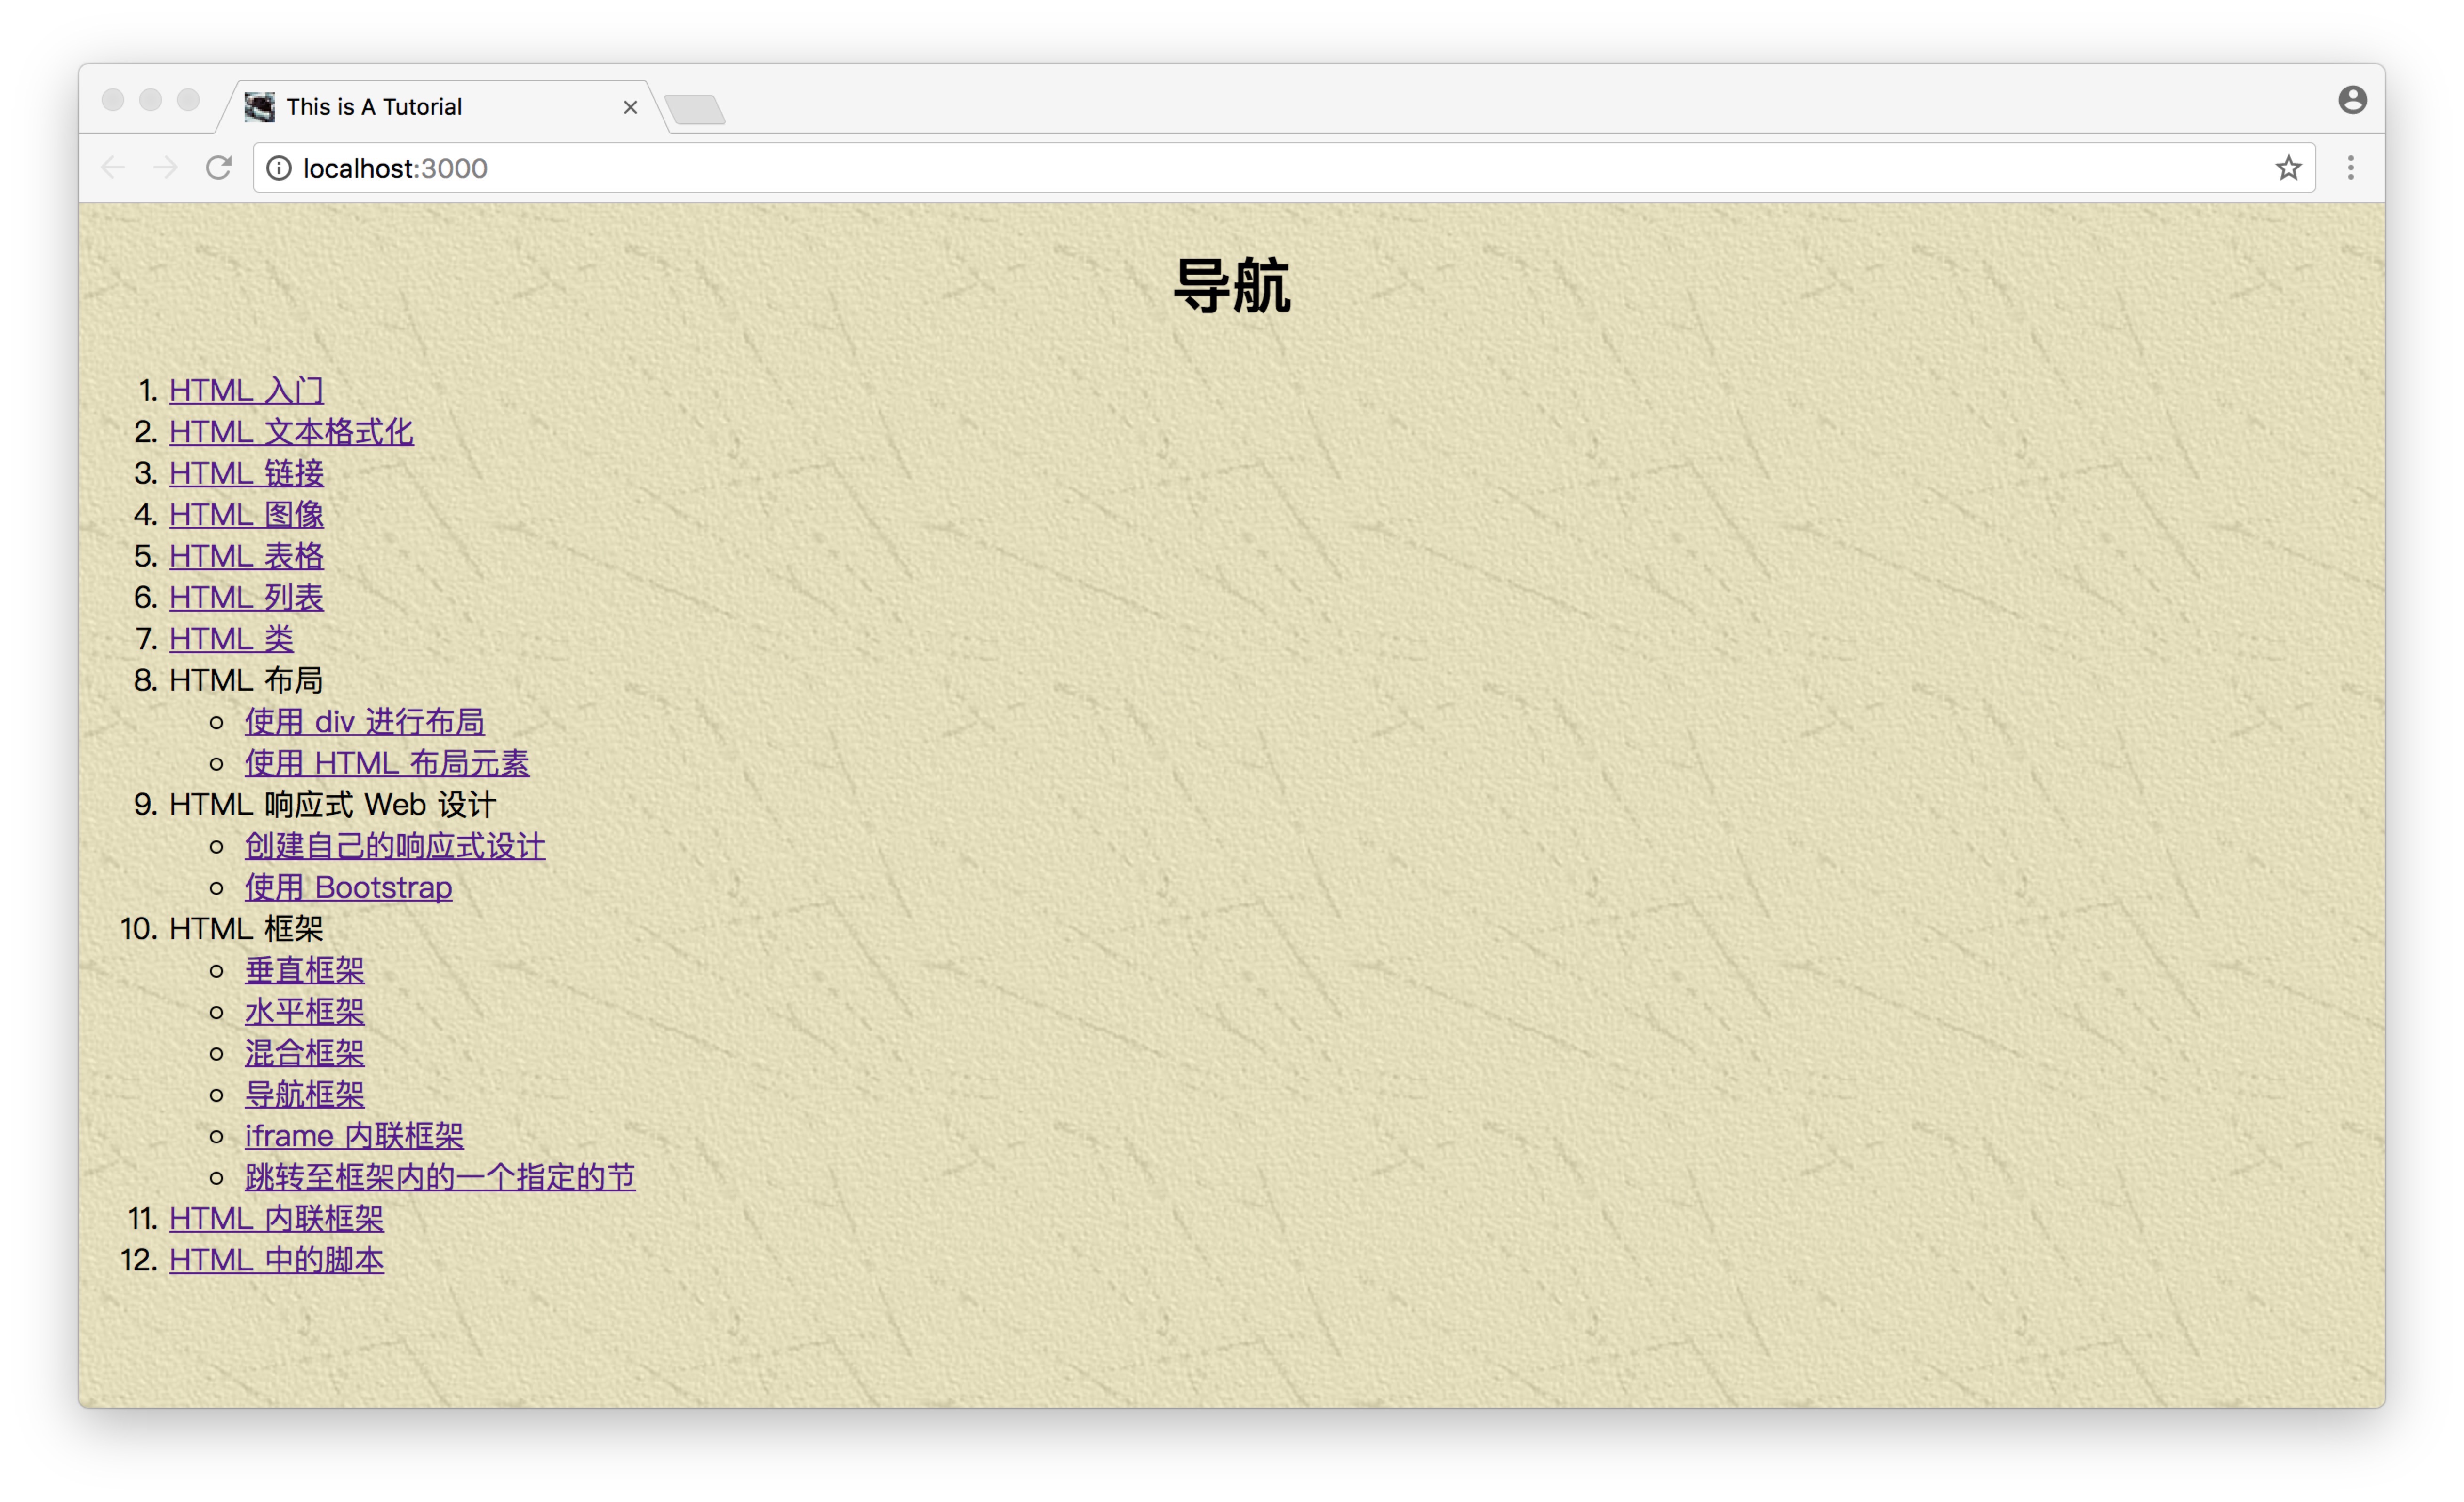 This is A Tutorial
localhost:3000
导航
1. HTML 入门
2. HTML 文本格式化
3. HTML 链接
4. HTML 图像
5. HTML 表格
6. HTML 列表
7. HTML 类
8. HTML 布局
使用 div 进行布局
使用 HTML 布局元素
9. HTML 响应式 Web 设计
创建自己的响应式设计
使用 Bootstrap
10. HTML 框架
垂直框架
水平框架
混合框架
导航框架
iframe 内联框架
跳转至框架内的一个指定的节
11. HTML 内联框架
12. HTML 中的脚本